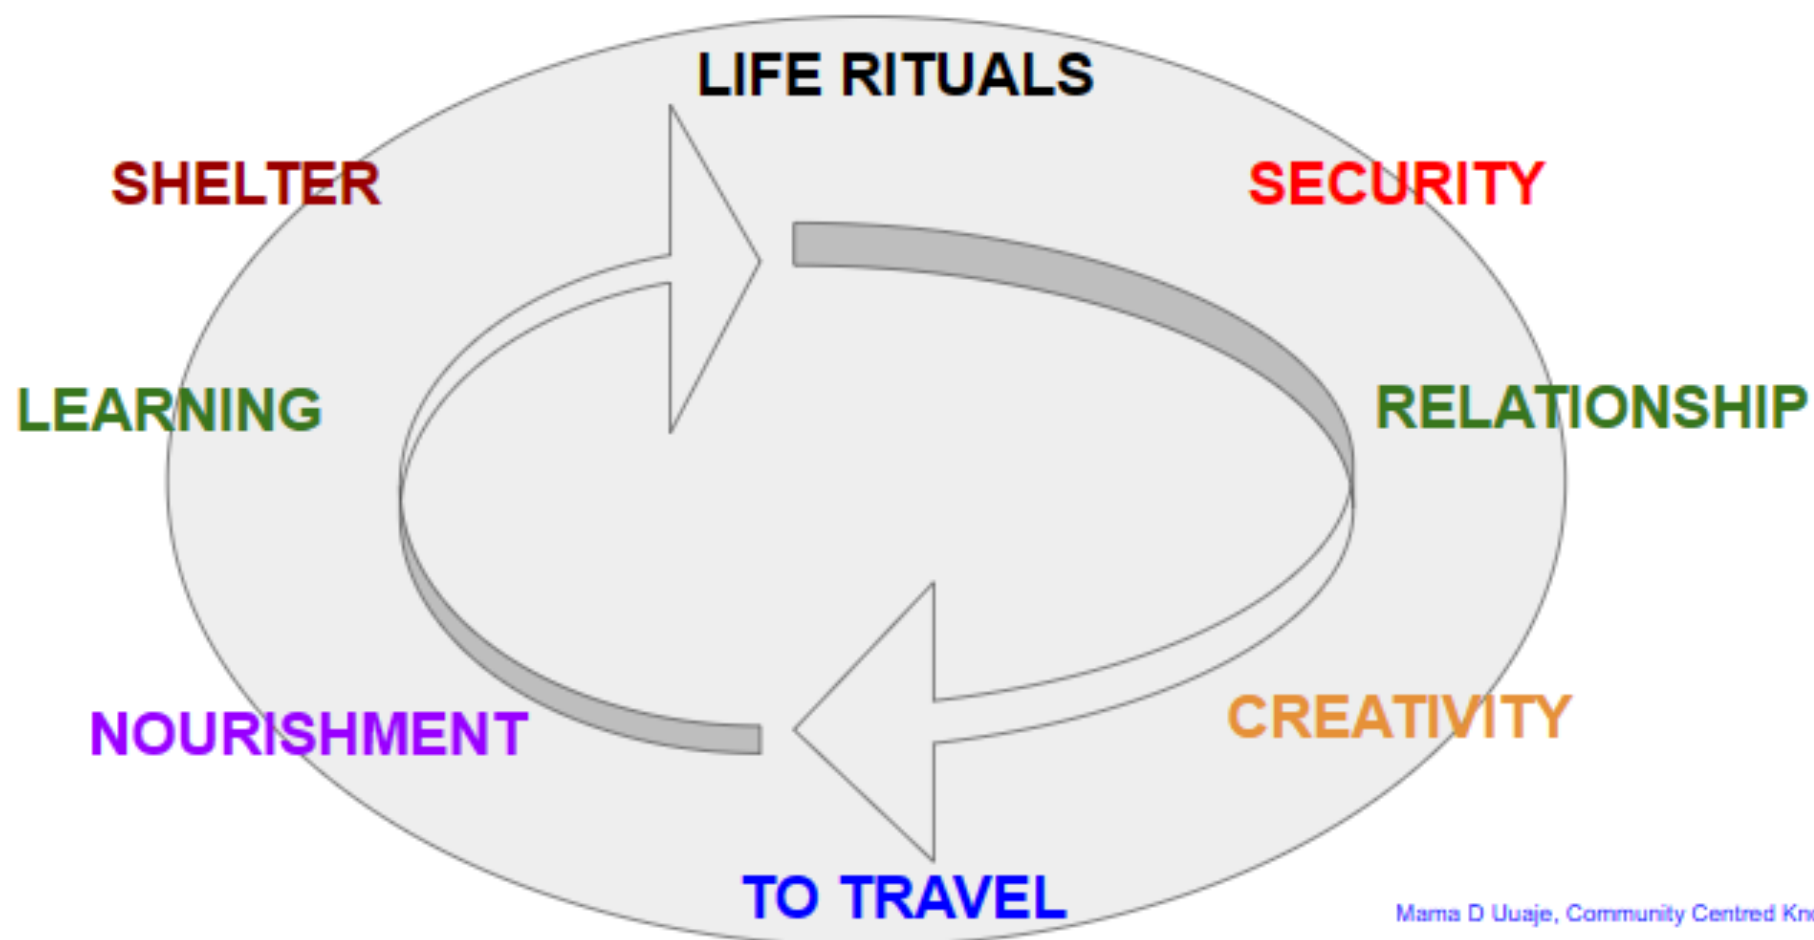 LIFE RITUALS
SHELTER
SECURITY
LEARNING
RELATIONSHIP
NOURISHMENT
CREATIVITY
TO TRAVEL
Mama D Uuaje, Community Centred